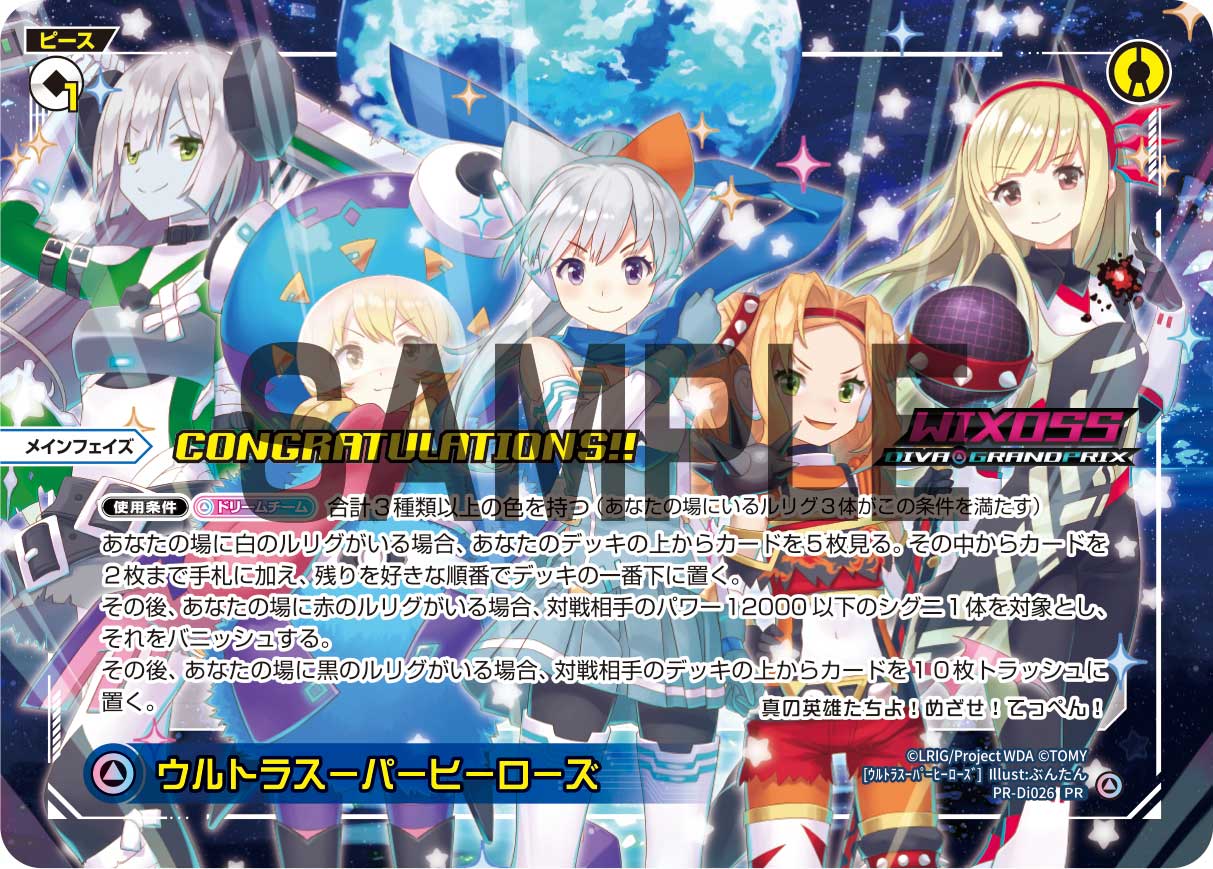 ピース
1
SAMPLE
メインフェイズ
CONGRATULATIONS!!
WIXOSS
DIVA GRANDPRIX
使用条件 ドリームチーム 合計3種類以上の色を持つ（あなたの場にいるルリグ3体がこの条件を満たす）
あなたの場に白のルリグがいる場合、あなたのデッキの上からカードを5枚見る。その中からカードを
2枚まで手札に加え、残りを好きな順番でデッキの一番下に置く。
その後、あなたの場に赤のルリグがいる場合、対戦相手のパワー12000以下のシグニ1体を対象とし、
それをバニッシュする。
その後、あなたの場に黒のルリグがいる場合、対戦相手のデッキの上からカードを10枚トラッシュに
置く。
真の英雄たちよ！めざせ！てっぺん！
ウルトラスーパーヒーローズ
©LRIG/Project WDA ©TOMY
[ｳﾙﾄﾗｽｰﾊﾟｰﾋｰﾛｰｽﾞ] Illust:ぶんたん
PR-Di026 PR